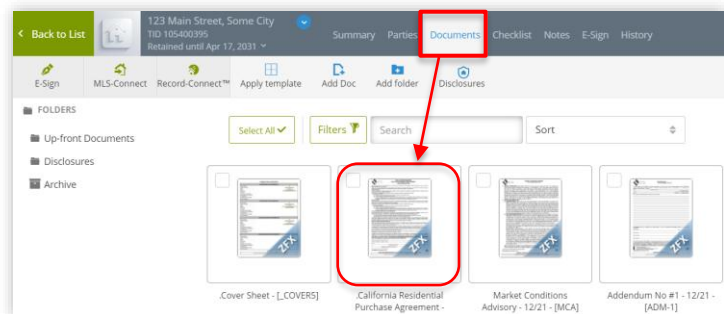 123 Main Street, Some City
Back to List
TID 105400395
Retained until Apr 17, 2031
Summary Parties Documents Checklist Notes E-Sign History
E-Sign MLS-Connect Record-Connect™ Apply template Add Doc Add folder Disclosures
FOLDERS
Up-front Documents
Disclosures
Archive
Select All Filters Search Sort
ZFX ZFX ZFX ZFX
.Cover Sheet - [_COVER5]
.California Residential
Purchase Agreement -
Market Conditions
Advisory - 12/21 - [MCA]
Addendum No #1 - 12/21 -
[ADM-1]